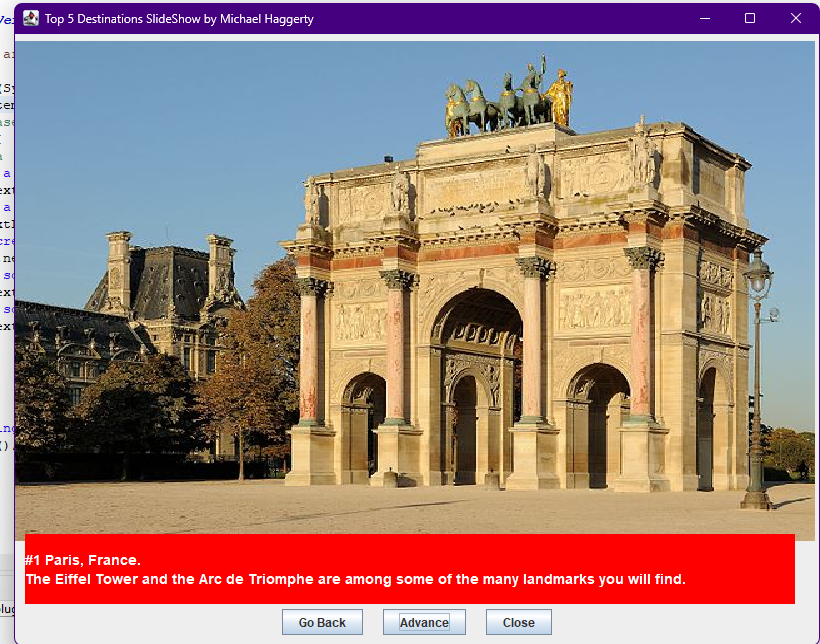 Top 5 Destinations SlideShow by Michael Haggerty
#1 Paris, France.
The Eiffel Tower and the Arc de Triomphe are among some of the many landmarks you will find.
Go Back
Advance
Close